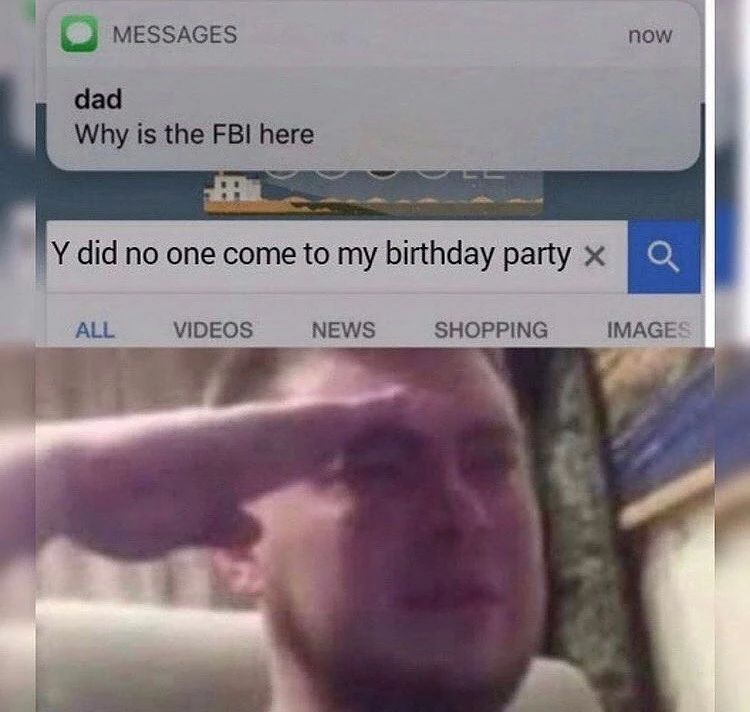 MESSAGES now
dad
Why is the FBI here
Y did no one come to my birthday party ×
ALL VIDEOS NEWS SHOPPING IMAGES